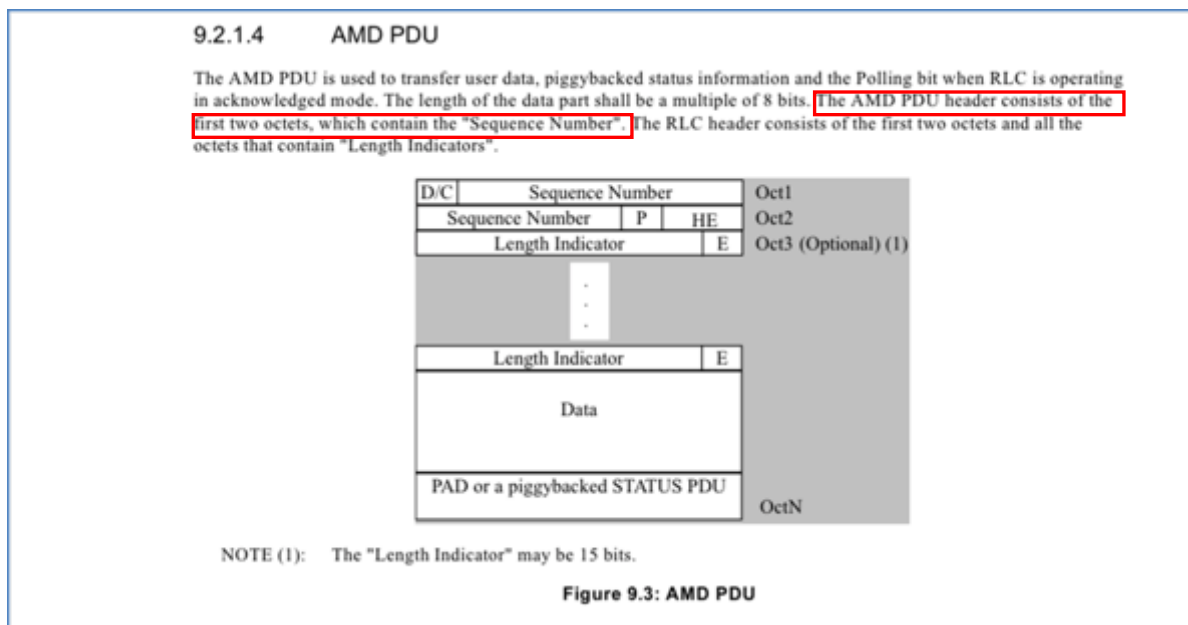 9.2.1.4 AMD PDU
The AMD PDU is used to transfer user data, piggybacked status information and the Polling bit when RLC is operating
in acknowledged mode. The length of the data part shall be a multiple of 8 bits. The AMD PDU header consists of the
first two octets, which contain the "Sequence Number". The RLC header consists of the first two octets and all the
octets that contain "Length Indicators".
D/C Sequence Number Oct1
Sequence Number P HE Oct2
Length Indicator E Oct3 (Optional) (1)
.
.
.
Length Indicator E
Data
PAD or a piggybacked STATUS PDU
OctN
NOTE (1): The "Length Indicator" may be 15 bits.
Figure 9.3: AMD PDU